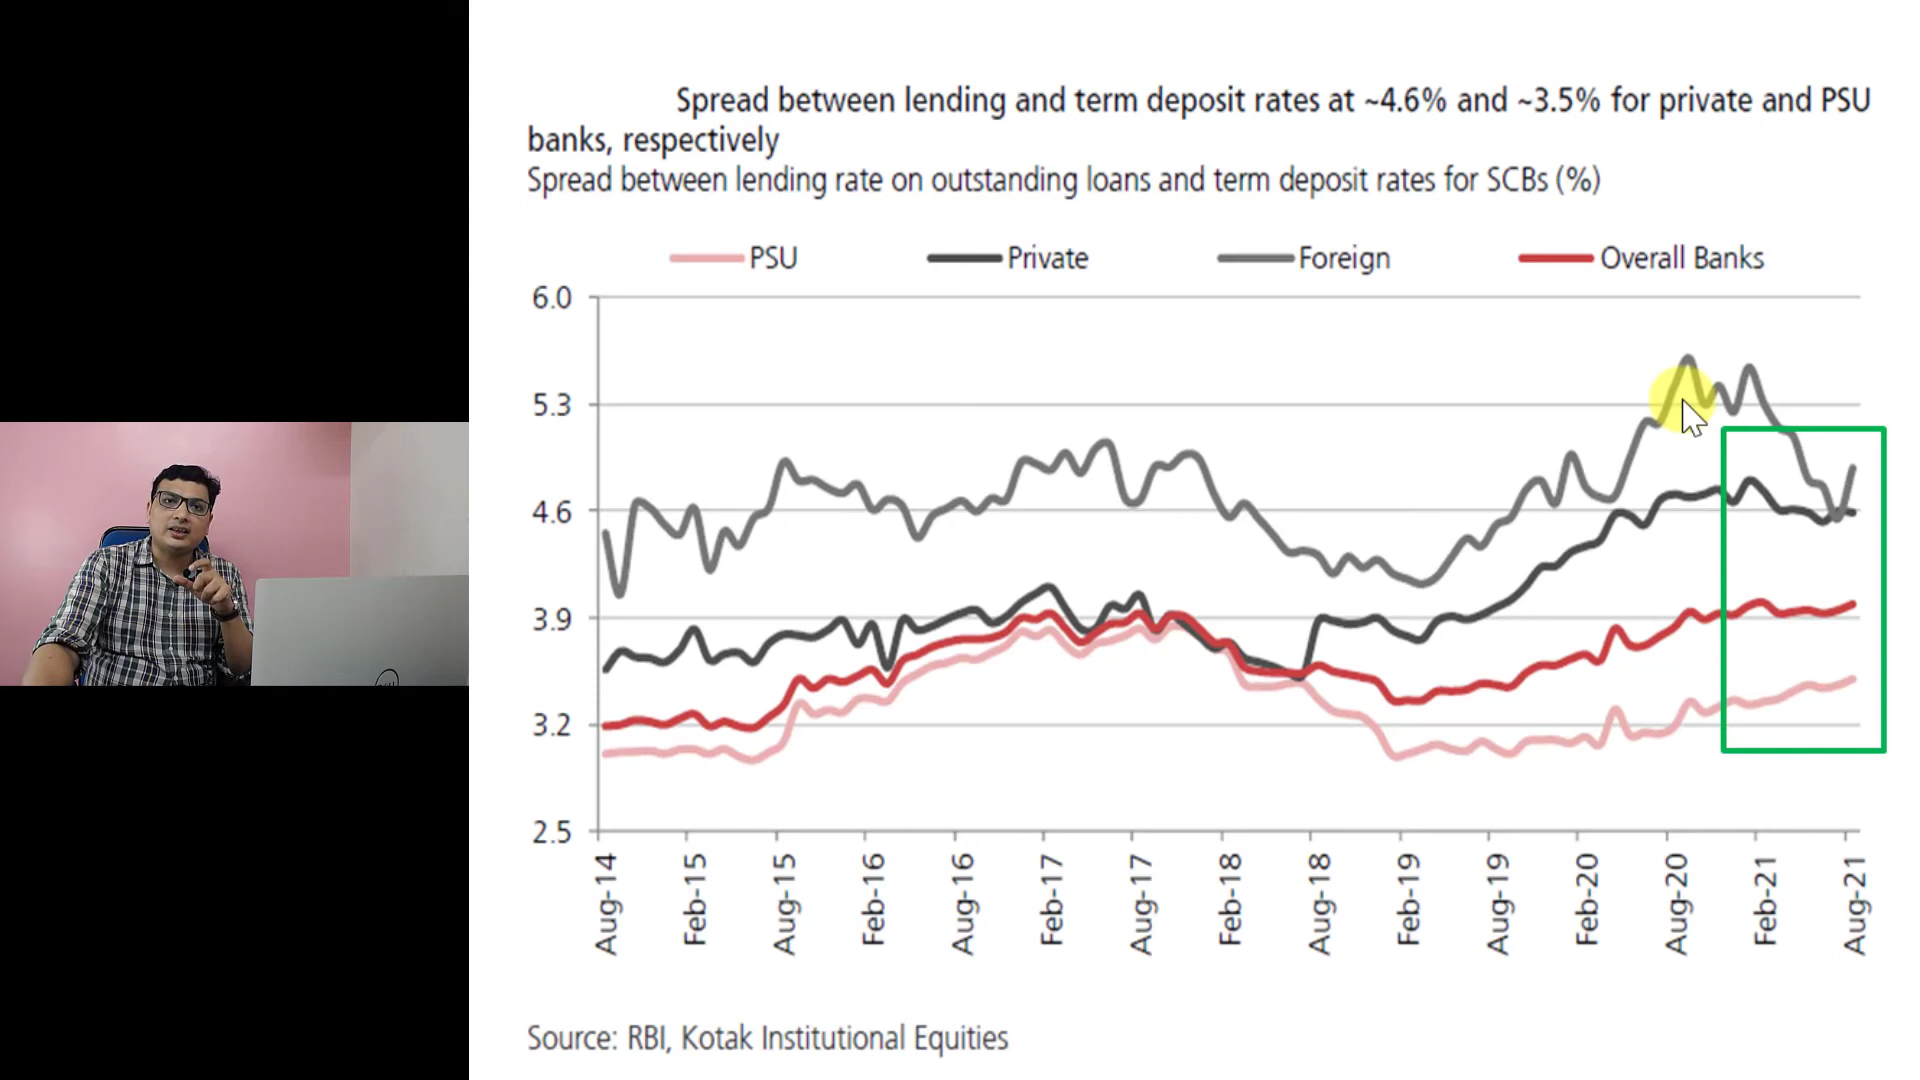 Spread between lending and term deposit rates at ~4.6% and ~3.5% for private and PSU
banks, respectively
Spread between lending rate on outstanding loans and term deposit rates for SCBs (%)
PSU Private Foreign Overall Banks
6.0
5.3
4.6
3.9
3.2
2.5
Aug-14 Feb-15 Aug-15 Feb-16 Aug-16 Feb-17 Aug-17 Feb-18 Aug-18 Feb-19 Aug-19 Feb-20 Aug-20 Feb-21 Aug-21
Source: RBI, Kotak Institutional Equities